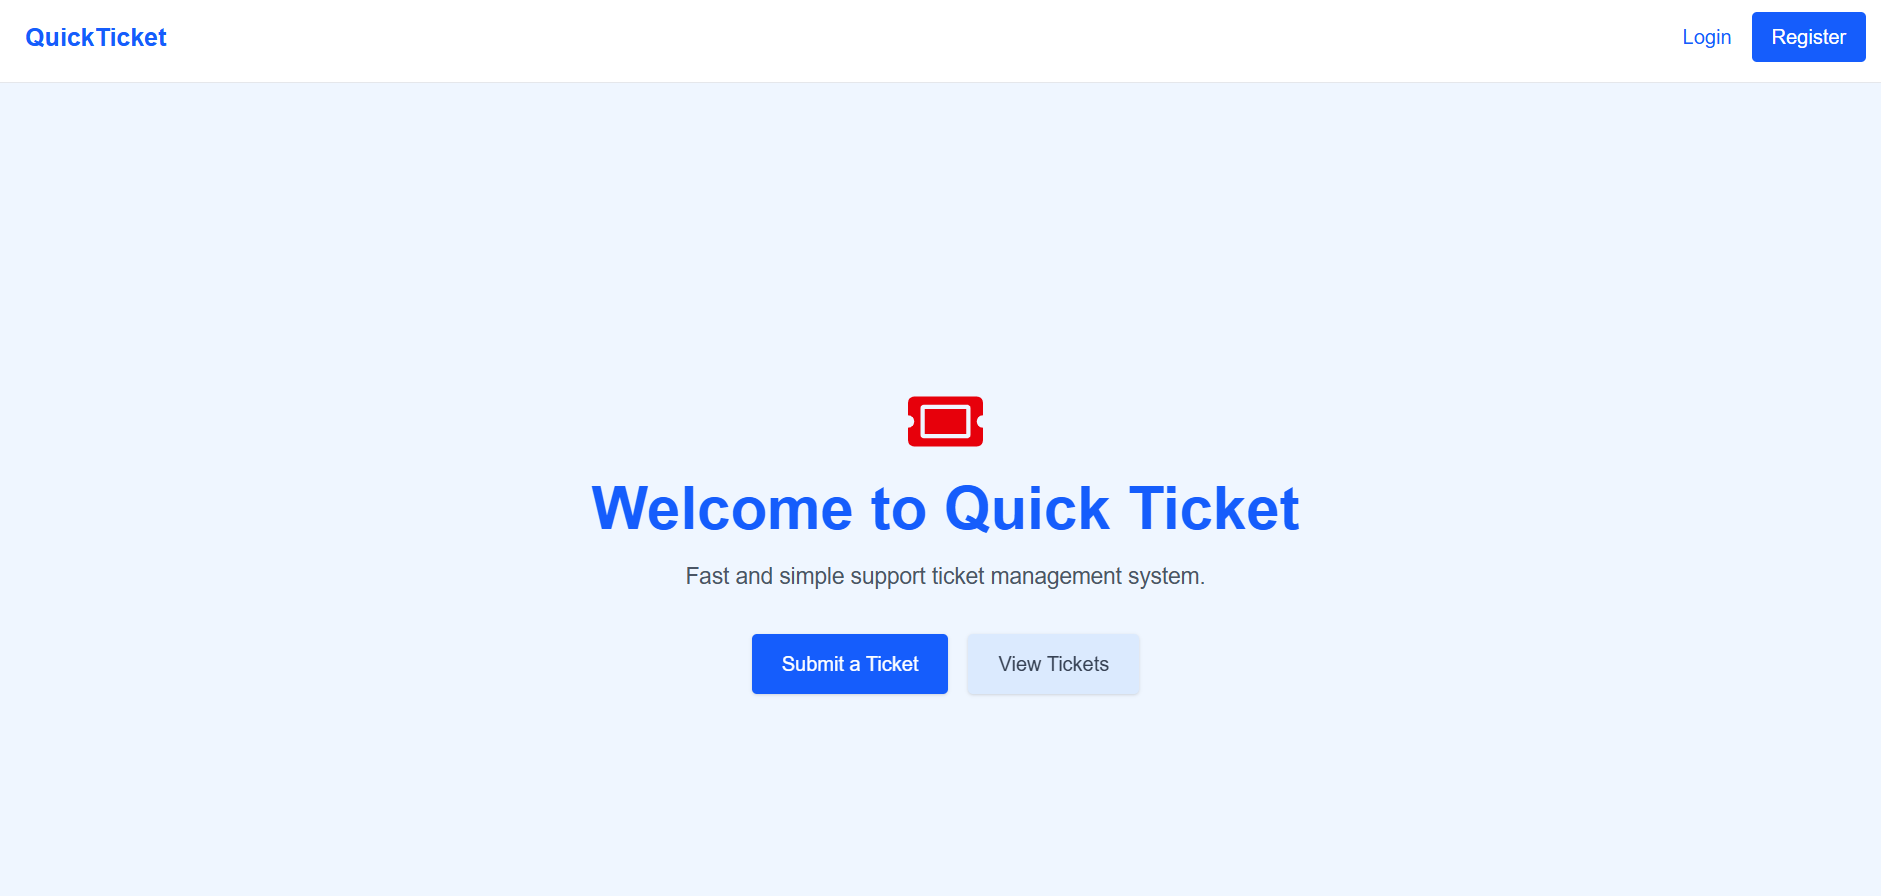 QuickTicket
Login
Register
Welcome to Quick Ticket
Fast and simple support ticket management system.
Submit a Ticket
View Tickets